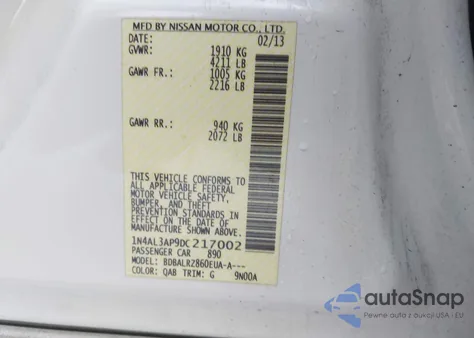 MFD BY NISSAN MOTOR CO., LTD.
DATE: 02/13
GVWR: 1910 KG
4211 LB
GAWR FR.: 1005 KG
2216 LB
GAWR RR.: 940 KG
2072 LB
THIS VEHICLE CONFORMS TO
ALL APPLICABLE FEDERAL
MOTOR VEHICLE SAFETY,
BUMPER, AND THEFT
PREVENTION STANDARDS IN
EFFECT ON THE DATE OF
MANUFACTURE SHOWN ABOVE.
1N4AL3AP9DC217002
PASSENGER CAR 890
MODEL: BDBALRZ860EUA-A---
COLOR: QAB TRIM: G 9N00A
autoSnap
Pewne auta z aukcji USA i EU